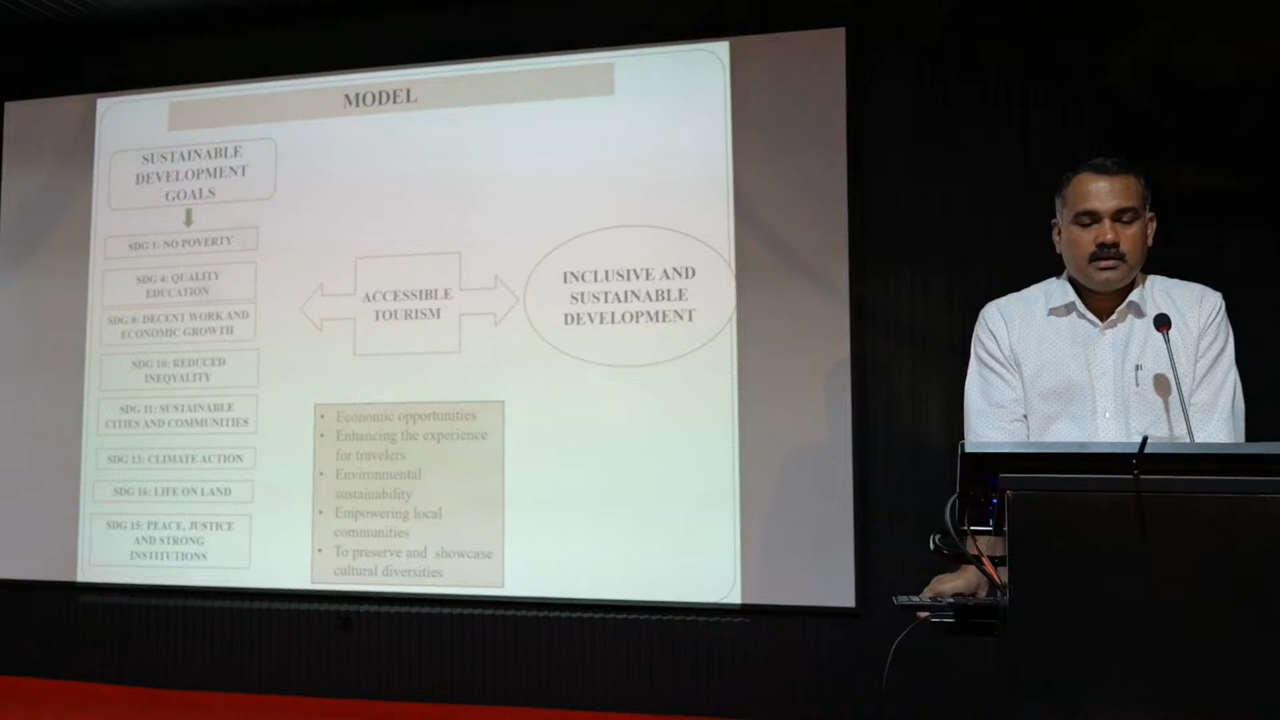 MODEL
SUSTAINABLE
DEVELOPMENT
GOALS
SDG 1: NO POVERTY
SDG 4: QUALITY
EDUCATION
SDG 8: DECENT WORK AND
ECONOMIC GROWTH
SDG 10: REDUCED
INEQYALITY
SDG 11: SUSTAINABLE
CITIES AND COMMUNITIES
SDG 13: CLIMATE ACTION
SDG 16: LIFE ON LAND
SDG 15: PEACE, JUSTICE
AND STRONG
INSTITUTIONS
ACCESSIBLE
TOURISM
INCLUSIVE AND
SUSTAINABLE
DEVELOPMENT
• Economic opportunities
• Enhancing the experience
for travelers
• Environmental
sustainability
• Empowering local
communities
• To preserve and showcase
cultural diversities